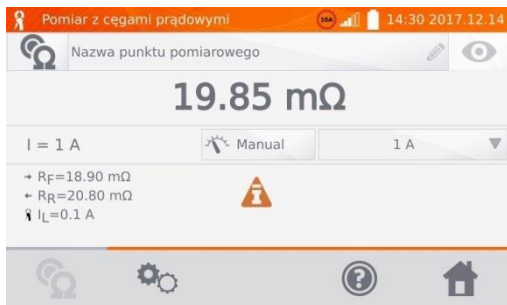 Pomiar z cęgami prądowymi 10A 14:30 2017.12.14
Nazwa punktu pomiarowego
19.85 mΩ
I = 1 A Manual 1 A
→ RF=18.90 mΩ
← RR=20.80 mΩ
IL=0.1 A